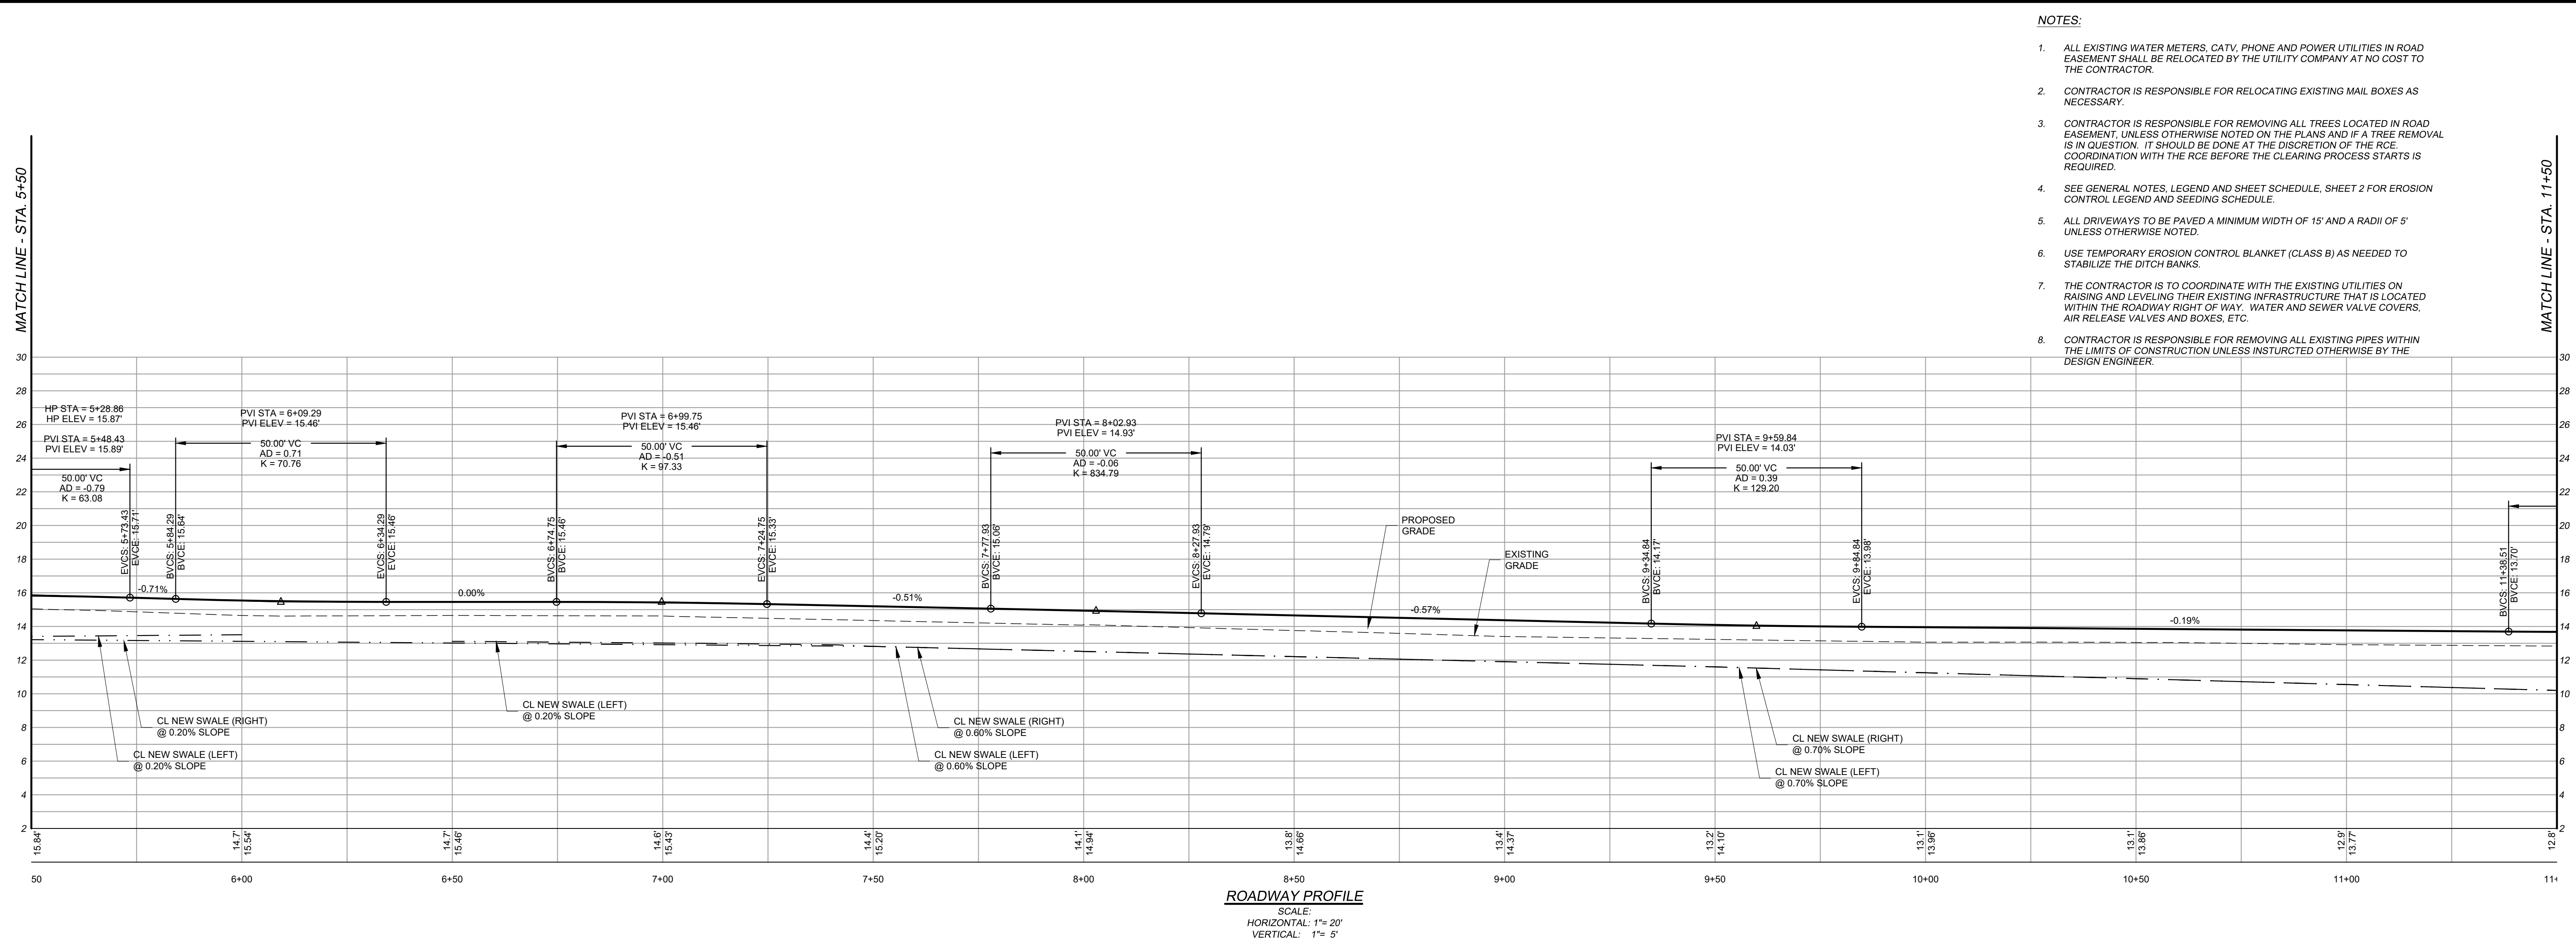 NOTES:
1. ALL EXISTING WATER METERS, CATV, PHONE AND POWER UTILITIES IN ROAD
EASEMENT SHALL BE RELOCATED BY THE UTILITY COMPANY AT NO COST TO
THE CONTRACTOR.
2. CONTRACTOR IS RESPONSIBLE FOR RELOCATING EXISTING MAIL BOXES AS
NECESSARY.
3. CONTRACTOR IS RESPONSIBLE FOR REMOVING ALL TREES LOCATED IN ROAD
EASEMENT, UNLESS OTHERWISE NOTED ON THE PLANS AND IF A TREE REMOVAL
IS IN QUESTION. IT SHOULD BE DONE AT THE DISCRETION OF THE RCE.
COORDINATION WITH THE RCE BEFORE THE CLEARING PROCESS STARTS IS
REQUIRED.
4. SEE GENERAL NOTES, LEGEND AND SHEET SCHEDULE, SHEET 2 FOR EROSION
CONTROL LEGEND AND SEEDING SCHEDULE.
5. ALL DRIVEWAYS TO BE PAVED A MINIMUM WIDTH OF 15' AND A RADII OF 5'
UNLESS OTHERWISE NOTED.
6. USE TEMPORARY EROSION CONTROL BLANKET (CLASS B) AS NEEDED TO
STABILIZE THE DITCH BANKS.
7. THE CONTRACTOR IS TO COORDINATE WITH THE EXISTING UTILITIES ON
RAISING AND LEVELING THEIR EXISTING INFRASTRUCTURE THAT IS LOCATED
WITHIN THE ROADWAY RIGHT OF WAY. WATER AND SEWER VALVE COVERS,
AIR RELEASE VALVES AND BOXES, ETC.
8. CONTRACTOR IS RESPONSIBLE FOR REMOVING ALL EXISTING PIPES WITHIN
THE LIMITS OF CONSTRUCTION UNLESS INSTURCTED OTHERWISE BY THE
DESIGN ENGINEER.
MATCH LINE - STA. 5+50
MATCH LINE - STA. 11+50
30
28
26
24
22
20
18
16
14
12
10
8
6
4
2
HP STA = 5+28.86
HP ELEV = 15.87'
PVI STA = 5+48.43
PVI ELEV = 15.89'
50.00' VC
AD = -0.79
K = 63.08
EVCS: 5+73.43
EVCE: 15.71'
-0.71%
PVI STA = 6+09.29
PVI ELEV = 15.46'
50.00' VC
AD = 0.71
K = 70.76
BVCS: 5+84.29
BVCE: 15.64'
EVCS: 6+34.29
EVCE: 15.46'
0.00%
PVI STA = 6+99.75
PVI ELEV = 15.46'
50.00' VC
AD = -0.51
K = 97.33
BVCS: 6+74.75
BVCE: 15.46'
EVCS: 7+24.75
EVCE: 15.33'
-0.51%
PVI STA = 8+02.93
PVI ELEV = 14.93'
50.00' VC
AD = -0.06
K = 834.79
BVCS: 7+77.93
BVCE: 15.06'
EVCS: 8+27.93
EVCE: 14.79'
PROPOSED
GRADE
EXISTING
GRADE
-0.57%
PVI STA = 9+59.84
PVI ELEV = 14.03'
50.00' VC
AD = 0.39
K = 129.20
BVCS: 9+34.84
BVCE: 14.17'
EVCS: 9+84.84
EVCE: 13.98'
-0.19%
BVCS: 11+38.51
BVCE: 13.70'
30
28
26
24
22
20
18
16
14
12
10
8
6
4
2
CL NEW SWALE (RIGHT)
@ 0.20% SLOPE
CL NEW SWALE (LEFT)
@ 0.20% SLOPE
CL NEW SWALE (LEFT)
@ 0.20% SLOPE
CL NEW SWALE (RIGHT)
@ 0.60% SLOPE
CL NEW SWALE (LEFT)
@ 0.60% SLOPE
CL NEW SWALE (RIGHT)
@ 0.70% SLOPE
CL NEW SWALE (LEFT)
@ 0.70% SLOPE
15.84'
14.7'
15.54'
14.7'
15.46'
14.6'
15.43'
14.4'
15.20'
14.1'
14.94'
13.8'
14.66'
13.4'
14.37'
13.2'
14.10'
13.1'
13.96'
13.1'
13.86'
12.9'
13.77'
12.8'
50
6+00
6+50
7+00
7+50
8+00
8+50
9+00
9+50
10+00
10+50
11+00
11+
ROADWAY PROFILE
SCALE:
HORIZONTAL: 1"= 20'
VERTICAL: 1"= 5'